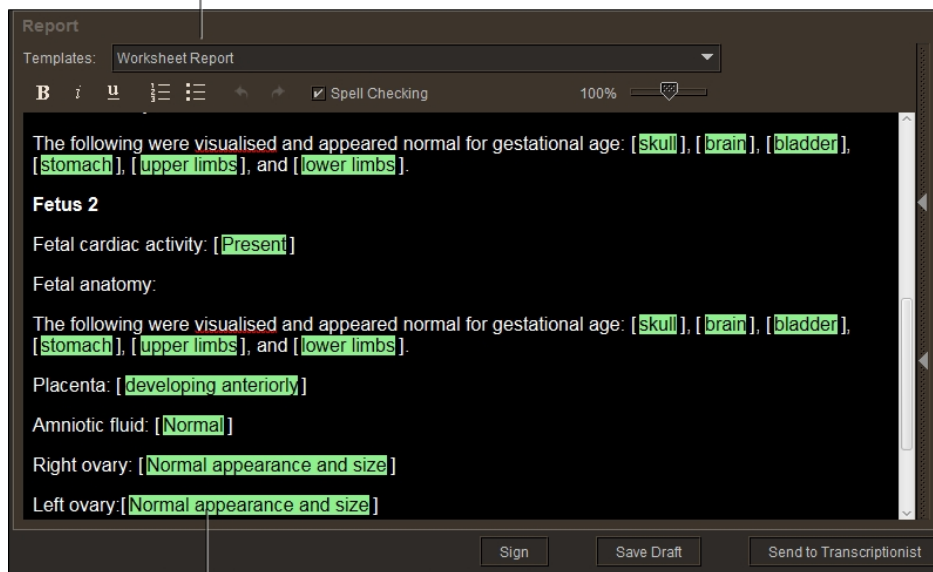 Report
Templates: Worksheet Report
B i u Spell Checking 100%
The following were visualised and appeared normal for gestational age: [skull], [brain], [bladder],
[stomach], [upper limbs], and [lower limbs].
Fetus 2
Fetal cardiac activity: [Present]
Fetal anatomy:
The following were visualised and appeared normal for gestational age: [skull], [brain], [bladder],
[stomach], [upper limbs], and [lower limbs].
Placenta: [developing anteriorly]
Amniotic fluid: [Normal]
Right ovary: [Normal appearance and size]
Left ovary:[Normal appearance and size]
Sign Save Draft Send to Transcriptionist